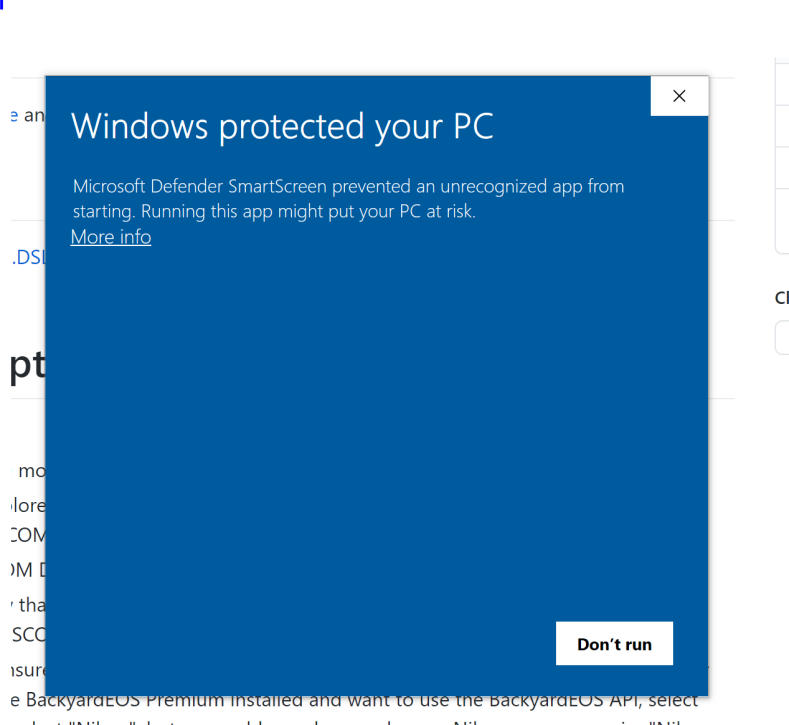 e an
Windows protected your PC
Microsoft Defender SmartScreen prevented an unrecognized app from
starting. Running this app might put your PC at risk.
More info
.DSL
Cl
pt
mo
lore
COM
OM D
tha
SCO
Don't run
nsure
e BackyardEOS Premium installed and want to use the BackyardEOS API, select